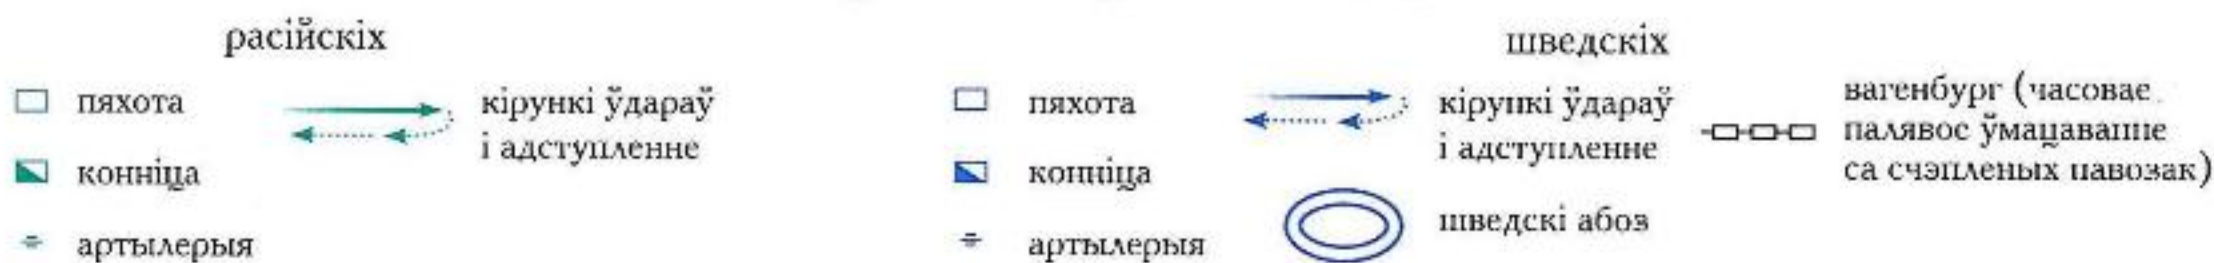 расійскіх
пяхота
кірункі ўдараў
і адступленне
конніца
артылерыя
шведскіх
пяхота
кірункі ўдараў
і адступленне
конніца
шведскі абоз
артылерыя
вагенбург (часовае
палявое ўмацаванне
са счэпленых павозак)